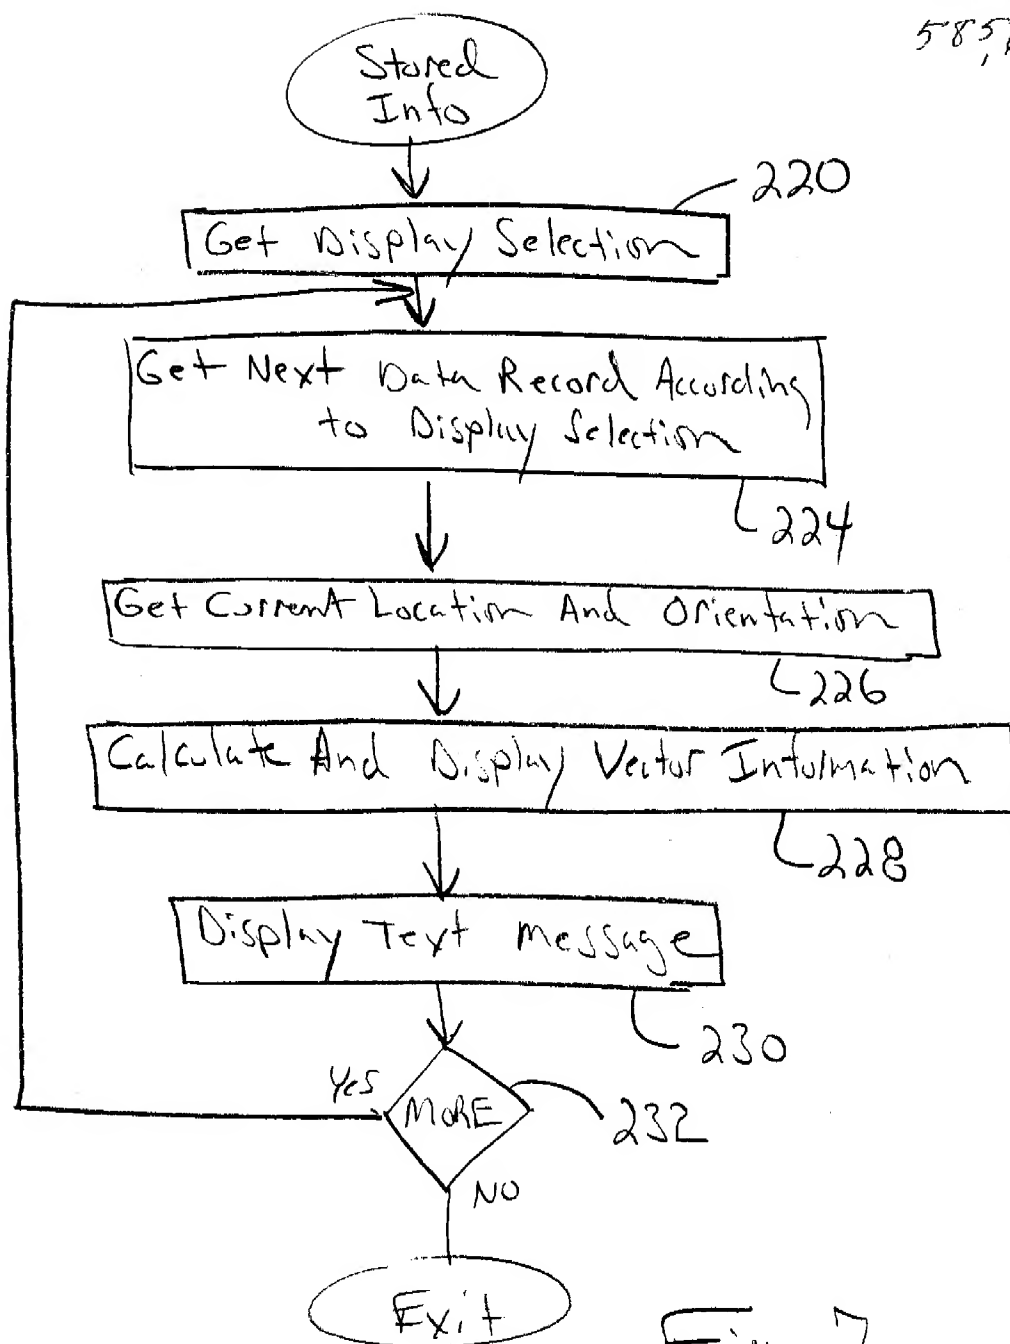 Stored
Info
220
Get Display Selection
Get Next Data Record According
to Display Selection
224
Get Current Location And Orientation
226
Calculate And Display Vector Information
228
Display Text Message
230
Yes
MORE
232
NO
Exit